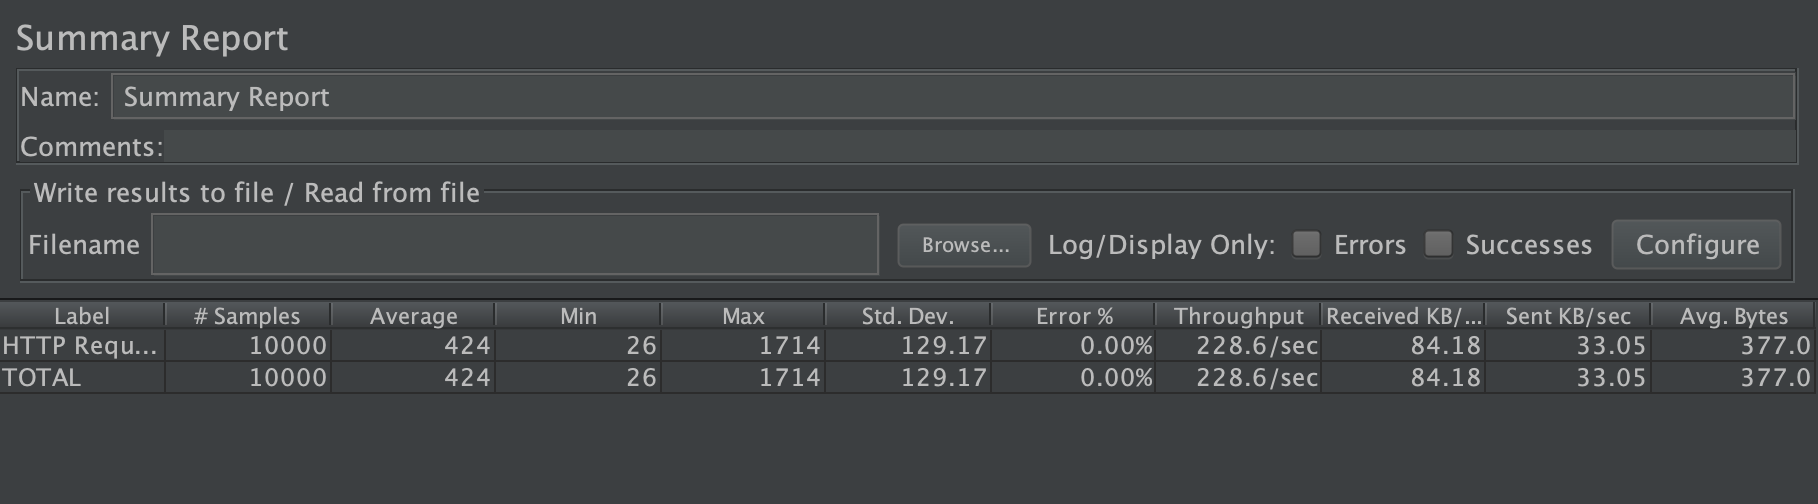 Summary Report
Name: Summary Report
Comments:
Write results to file / Read from file
Filename Browse... Log/Display Only: Errors Successes Configure
Label # Samples Average Min Max Std. Dev. Error % Throughput Received KB/... Sent KB/sec Avg. Bytes
HTTP Requ... 10000 424 26 1714 129.17 0.00% 228.6/sec 84.18 33.05 377.0
TOTAL 10000 424 26 1714 129.17 0.00% 228.6/sec 84.18 33.05 377.0